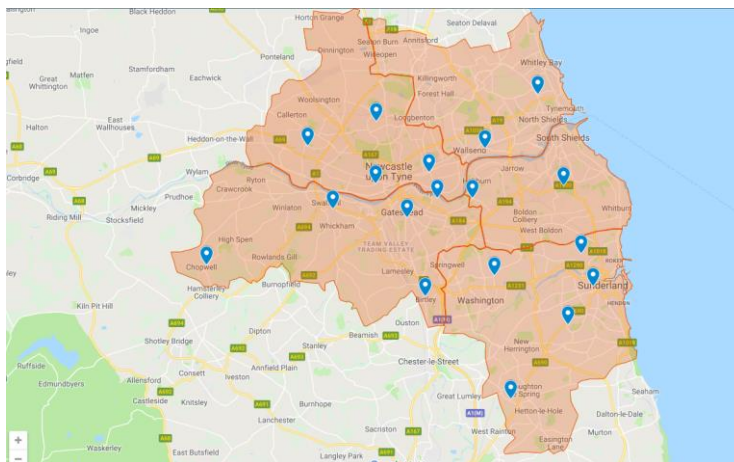 Black Heddon
Horton Grange
Seaton Delaval
Ingoe
Seaton Burn
Annitsford
Dinnington
Wideopen
Ponteland
Whitley Bay
Great
Whittington
Matfen
Stamfordham
Eachwick
Killingworth
Woolsington
Forest Hall
Longbenton
Tynemouth
North Shields
Halton
East
Wallhouses
Callerton
Heddon-on-the-Wall
Wallsend
South Shields
A69
Newcastle
upon Tyne
Jarrow
Corbridge
Wylam
Ryton
Crawcrook
Prudhoe
Mickley
Riding Mill
Stocksfield
Winlaton
Gateshead
Whickham
Boldon
Colliery
Whitburn
West Boldon
High Spen
TEAM VALLEY
TRADING ESTATE
Chopwell
Rowlands Gill
Lamesley
Springwell
Hamsterley
Colliery
Burnopfield
Birtley
Washington
Sunderland
HENDON
Kiln Pit Hill
Ouston
Dipton
Beamish
Stanley
Shotley Bridge
New
Herrington
Chester-le-Street
Ruffside
Annfield Plain
Consett
Iveston
Allensford
Edmundbyers
Castleside
Knitsley
Burnhope
Great Lumley
Seaham
Hetton-le-Hole
Dalton-le-Dale
Lanchester
Sacriston
West Rainton
Murton
Easington
Lane
Waskerley
East Butsfield
Langley Park
+
−